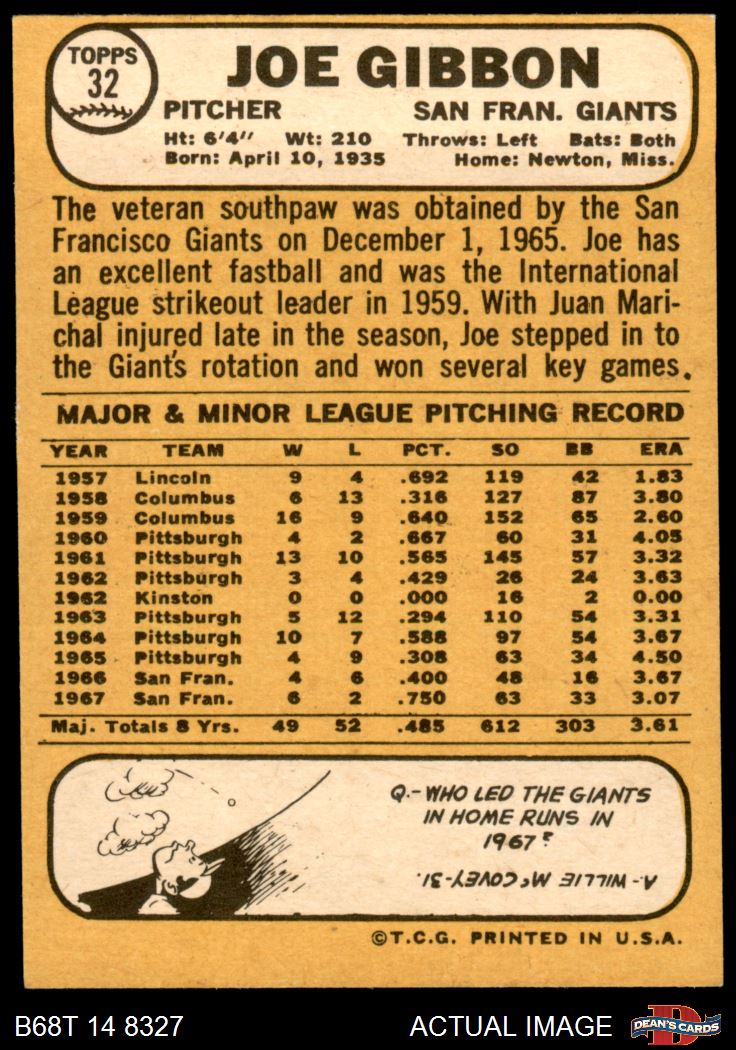 TOPPS
32
JOE GIBBON
PITCHER SAN FRAN. GIANTS
Ht: 6'4'' Wt: 210 Throws: Left Bats: Both
Born: April 10, 1935 Home: Newton, Miss.
The veteran southpaw was obtained by the San
Francisco Giants on December 1, 1965. Joe has
an excellent fastball and was the International
League strikeout leader in 1959. With Juan Mari-
chal injured late in the season, Joe stepped in to
the Giant's rotation and won several key games.
MAJOR & MINOR LEAGUE PITCHING RECORD
YEAR TEAM W L PCT. SO BB ERA
1957 Lincoln 9 4 .692 119 42 1.83
1958 Columbus 6 13 .316 127 87 3.80
1959 Columbus 16 9 .640 152 65 2.60
1960 Pittsburgh 4 2 .667 60 31 4.05
1961 Pittsburgh 13 10 .565 145 57 3.32
1962 Pittsburgh 3 4 .429 26 24 3.63
1962 Kinston 0 0 .000 16 2 0.00
1963 Pittsburgh 5 12 .294 110 54 3.31
1964 Pittsburgh 10 7 .588 97 54 3.67
1965 Pittsburgh 4 9 .308 63 34 4.50
1966 San Fran. 4 6 .400 48 16 3.67
1967 San Fran. 6 2 .750 63 33 3.07
Maj. Totals 8 Yrs. 49 52 .485 612 303 3.61
Q.- WHO LED THE GIANTS
IN HOME RUNS IN
1967?
A.- WILLIE McCOVEY-31.
©T.C.G. PRINTED IN U.S.A.
B68T 14 8327 ACTUAL IMAGE DEAN'S CARDS